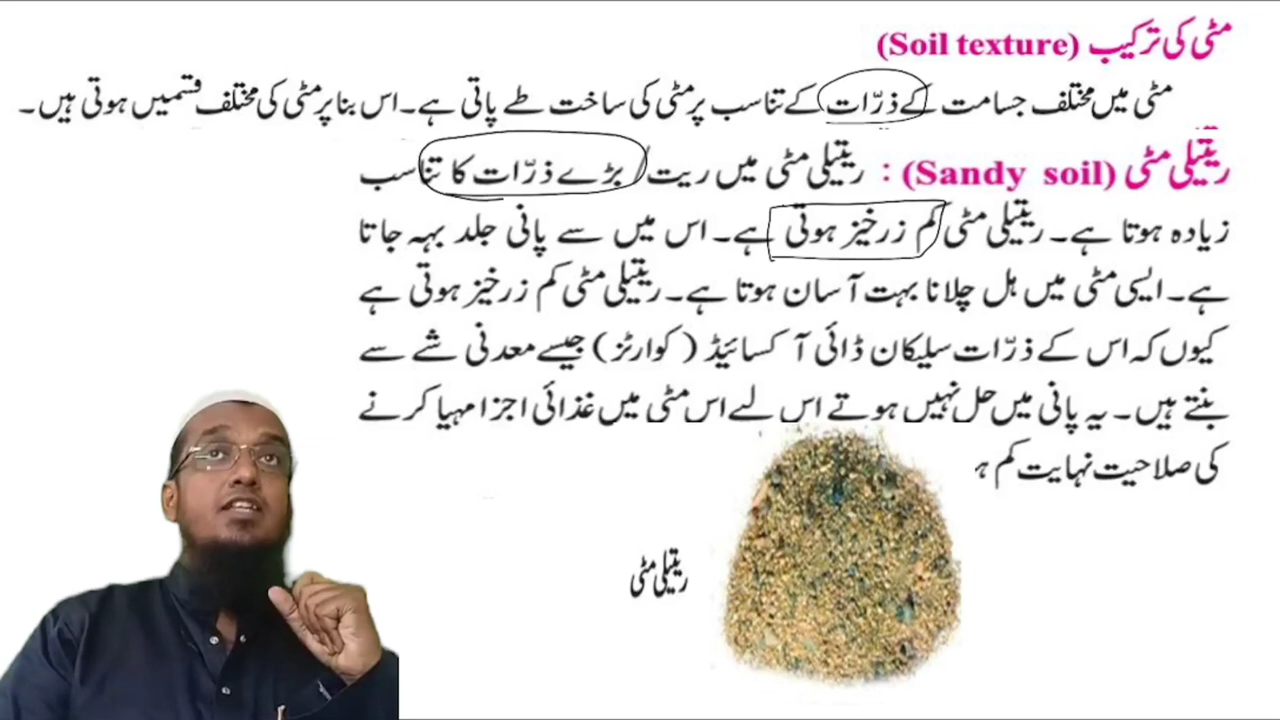 مٹی کی ترکیب (Soil texture)
مٹی میں مختلف جسامت کے ذرّات کے تناسب پر مٹی کی ساخت طے پاتی ہے۔ اس بنا پر مٹی کی مختلف قسمیں ہوتی ہیں۔
ریتیلی مٹی (Sandy soil) : ریتیلی مٹی میں ریت/ بڑے ذرّات کا تناسب
زیادہ ہوتا ہے۔ ریتیلی مٹی کم زرخیز ہوتی ہے۔ اس میں سے پانی جلد بہہ جاتا
ہے۔ ایسی مٹی میں ہل چلانا بہت آسان ہوتا ہے۔ ریتیلی مٹی کم زرخیز ہوتی ہے
کیوں کہ اس کے ذرّات سلیکان ڈائی آکسائیڈ (کوارٹز) جیسے معدنی شے سے
بنتے ہیں۔ یہ پانی میں حل نہیں ہوتے اس لیے اس مٹی میں غذائی اجزا مہیا کرنے
کی صلاحیت نہایت کم
ریتیلی مٹی